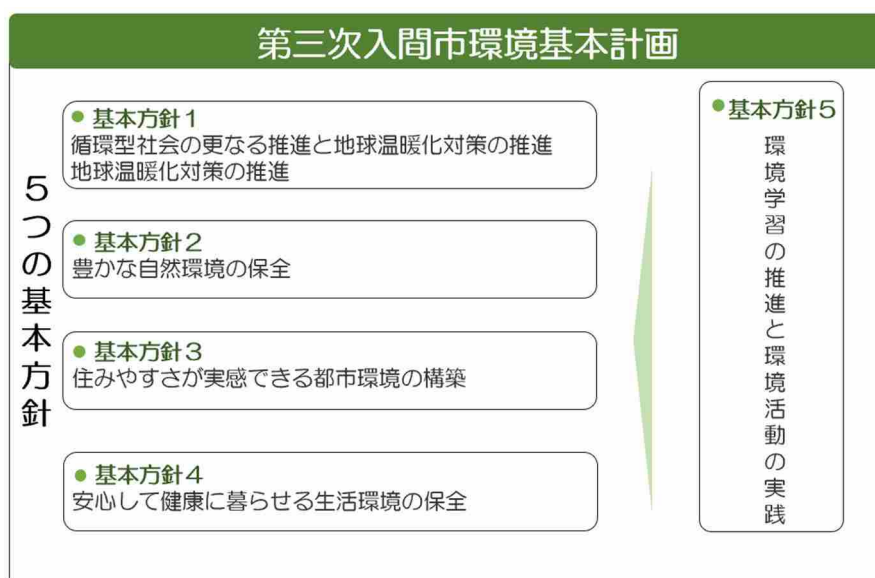 第三次入間市環境基本計画
5つの基本方針
基本方針1
循環型社会の更なる推進と地球温暖化対策の推進
地球温暖化対策の推進
基本方針2
豊かな自然環境の保全
基本方針3
住みやすさが実感できる都市環境の構築
基本方針4
安心して健康に暮らせる生活環境の保全
基本方針5
環境学習の推進と環境活動の実践